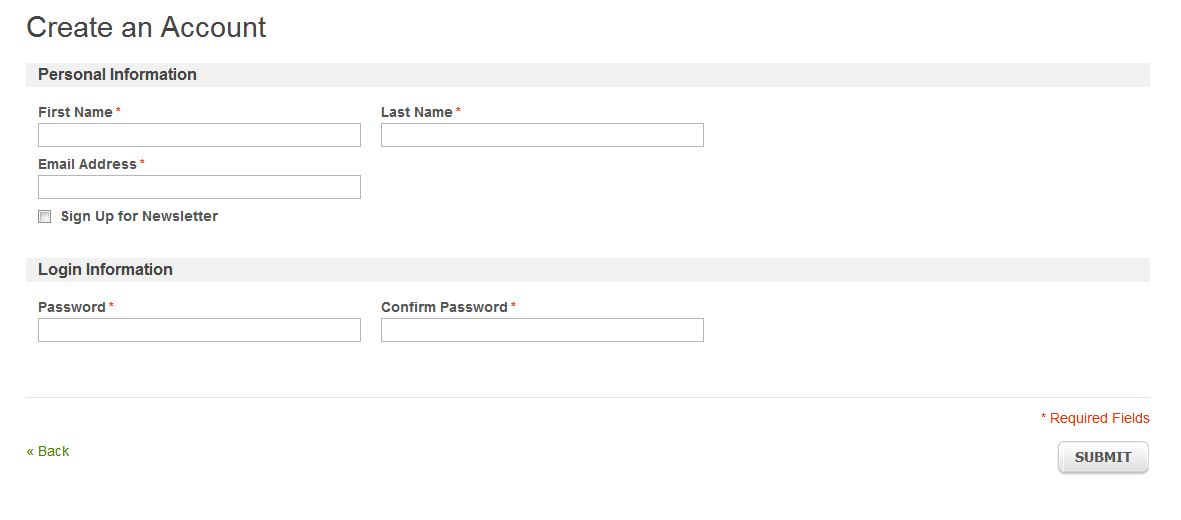 Create an Account
Personal Information
First Name * Last Name *
Email Address *
Sign Up for Newsletter
Login Information
Password * Confirm Password *
* Required Fields
« Back
SUBMIT